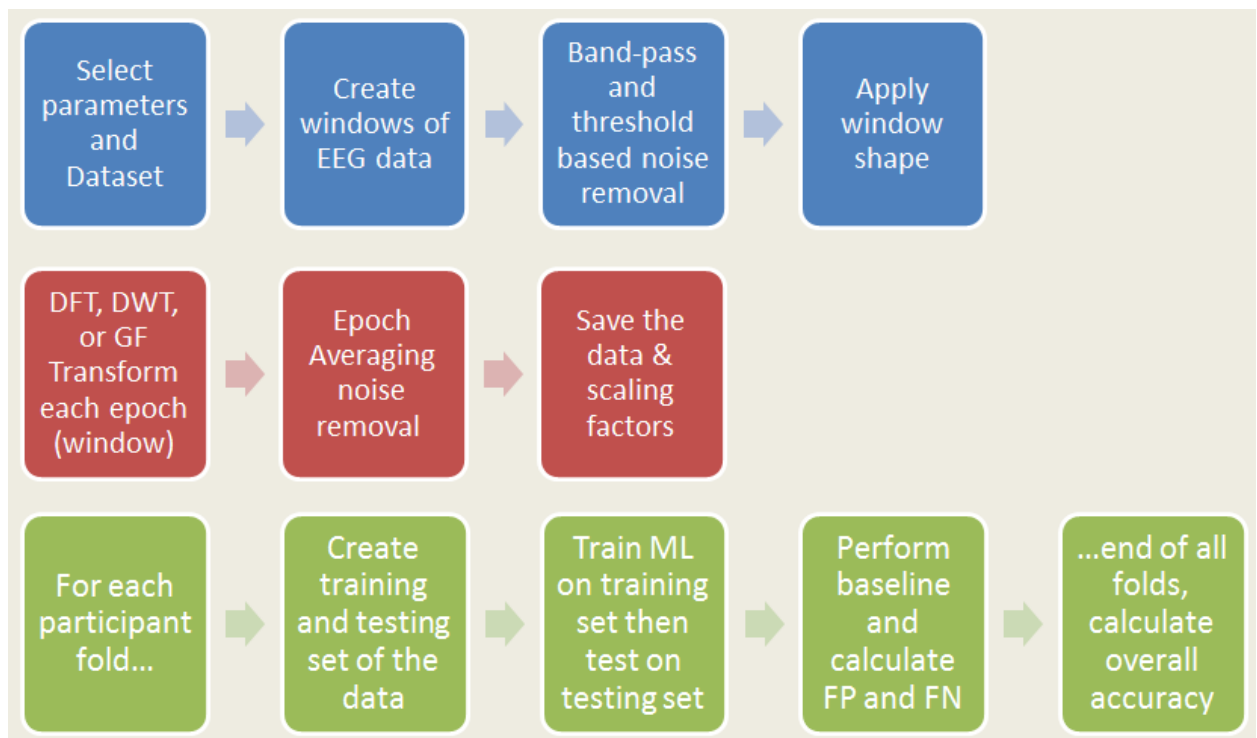 Select
parameters
and
Dataset
Create
windows of
EEG data
Band-pass
and
threshold
based noise
removal
Apply
window
shape
DFT, DWT,
or GF
Transform
each epoch
(window)
Epoch
Averaging
noise
removal
Save the
data &
scaling
factors
For each
participant
fold…
Create
training
and testing
set of the
data
Train ML
on training
set then
test on
testing set
Perform
baseline
and
calculate
FP and FN
…end of all
folds,
calculate
overall
accuracy